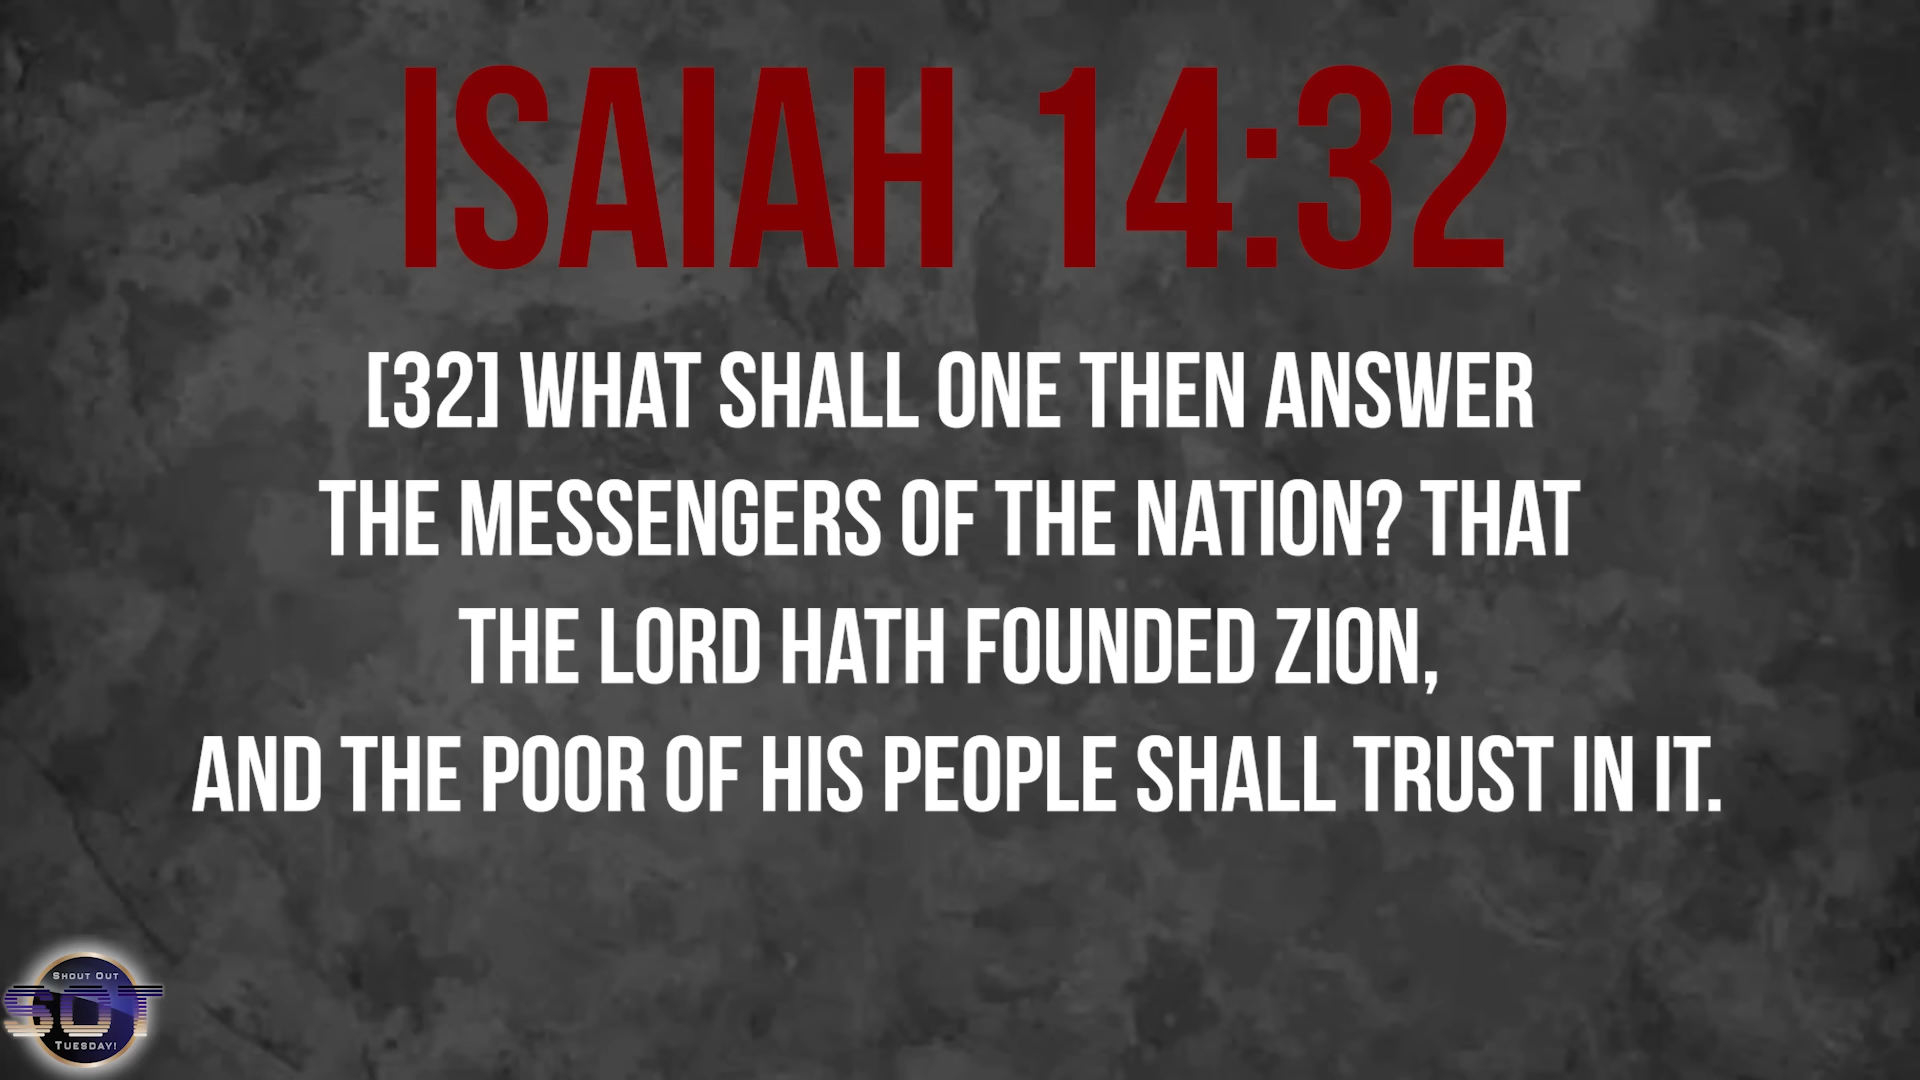 ISAIAH 14:32
[32] WHAT SHALL ONE THEN ANSWER
THE MESSENGERS OF THE NATION? THAT
THE LORD HATH FOUNDED ZION,
AND THE POOR OF HIS PEOPLE SHALL TRUST IN IT.
SHOUT OUT
SOT
TUESDAY!